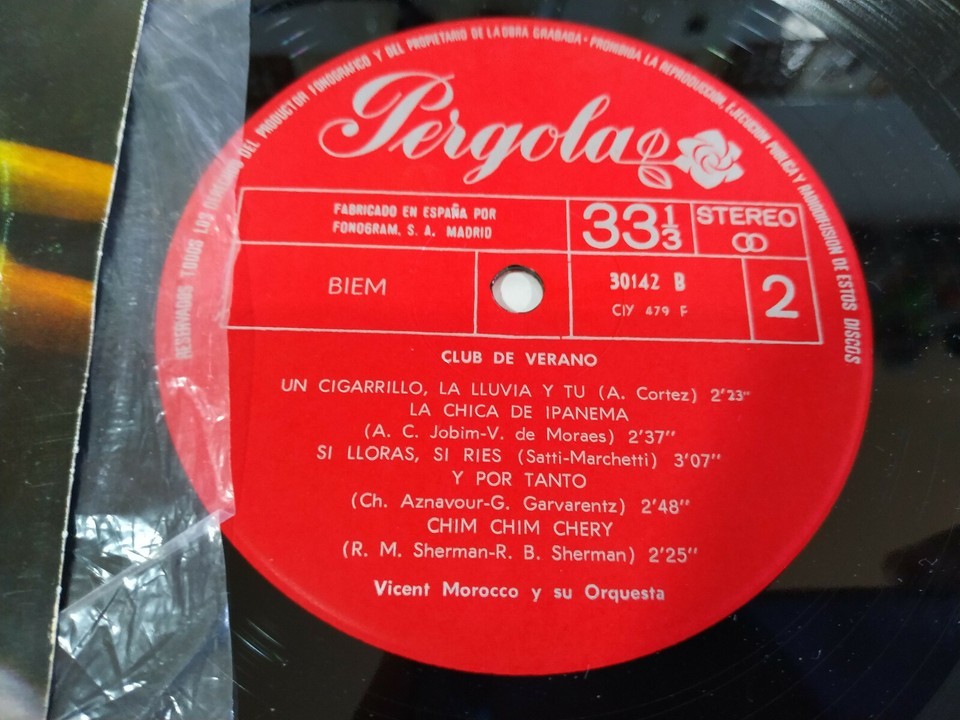 RESERVADOS TODOS LOS DERECHOS DEL PRODUCTOR FONOGRAFICO Y DEL PROPIETARIO DE LA OBRA GRABADA · PROHIBIDA LA REPRODUCCION, EJECUCION PUBLICA Y RADIODIFUSION DE ESTOS DISCOS
Pergola
FABRICADO EN ESPAÑA POR
FONOGRAM, S. A. MADRID
33 1/3
STEREO
BIEM
30142 B
CIY 479 F
2
CLUB DE VERANO
UN CIGARRILLO, LA LLUVIA Y TU (A. Cortez) 2'23"
LA CHICA DE IPANEMA
(A. C. Jobim-V. de Moraes) 2'37"
SI LLORAS, SI RIES (Satti-Marchetti) 3'07"
Y POR TANTO
(Ch. Aznavour-G. Garvarentz) 2'48"
CHIM CHIM CHERY
(R. M. Sherman-R. B. Sherman) 2'25"
Vicent Morocco y su Orquesta